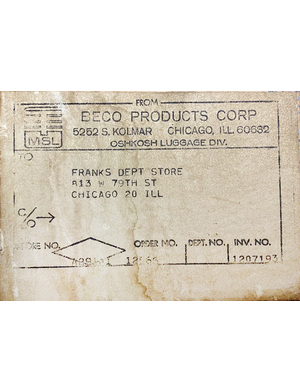 FROM
BECO PRODUCTS CORP
5252 S. KOLMAR CHICAGO, ILL. 60632
OSHKOSH LUGGAGE DIV.
MSL
TO
FRANKS DEPT STORE
813 W 79TH ST
CHICAGO 20 ILL
C/O
STORE NO. ORDER NO. DEPT. NO. INV. NO.
1207193